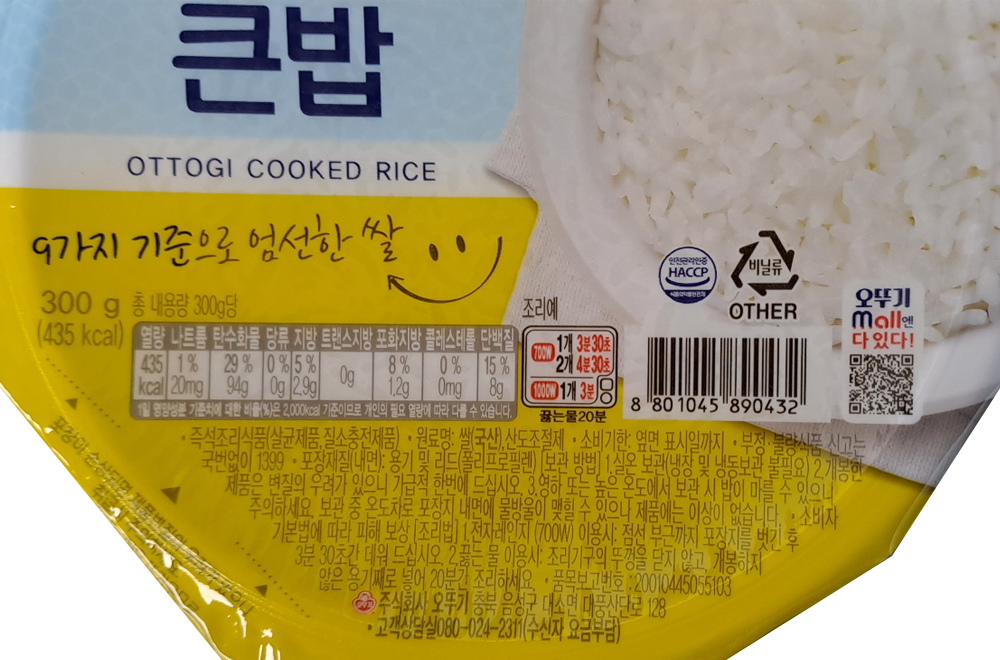 큰밥
OTTOGI COOKED RICE
9가지 기준으로 엄선한 쌀
300 g 총 내용량 300g당
(435 kcal)
열량 나트륨 탄수화물 당류 지방 트랜스지방 포화지방 콜레스테롤 단백질
435 kcal 1% 20mg 29% 94g 0% 0g 5% 2.9g 0g 8% 1.2g 0% 0mg 15% 8g
1일 영양성분 기준치에 대한 비율(%)은 2,000kcal 기준이므로 개인의 필요 열량에 따라 다를 수 있습니다.
조리예
700W 1개 3분30초
2개 4분30초
1000W 1개 3분
끓는물20분
안전관리인증
HACCP
식품의약품안전처
비닐류
OTHER
8 801045 890432
오뚜기
mall엔
다 있다!
• 즉석조리식품(살균제품,질소충전제품) • 원료명: 쌀(국산),산도조절제 • 소비기한: 옆면 표시일까지 • 부정·불량식품 신고는
국번없이 1399 • 포장재질(내면): 용기 및 리드(폴리프로필렌) [보관 방법] 1.실온 보관(냉장 및 냉동보관 불필요) 2.개봉한
제품은 변질의 우려가 있으니 가급적 한번에 드십시오. 3.영하 또는 높은 온도에서 보관 시 밥이 마를 수 있으니
주의하세요. 보관 중 온도차로 포장지 내면에 물방울이 맺힐 수 있으나 제품에는 이상이 없습니다. • 소비자
기본법에 따라 피해 보상 [조리법] 1.전자레인지 (700W) 이용시: 점선 부근까지 포장지를 벗긴 후
3분 30초간 데워 드십시오. 2.끓는 물 이용시: 조리기구의 뚜껑을 닫지 않고, 개봉하지
않은 용기째로 넣어 20분간 조리하세요. • 품목보고번호: 20010445055103
주식회사 오뚜기 충북 음성군 대소면 대풍산단로 128
• 고객상담실080-024-2311(수신자 요금부담)